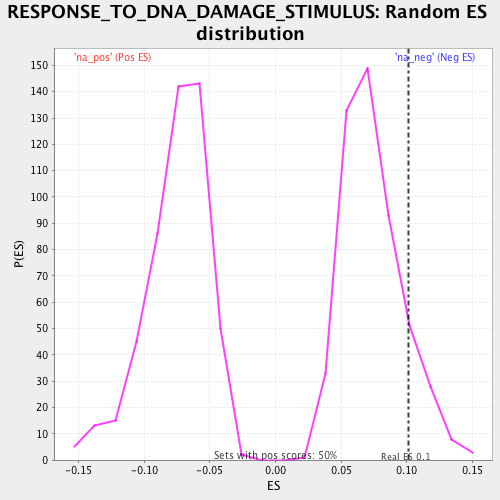 RESPONSE_TO_DNA_DAMAGE_STIMULUS: Random ES
distribution
'na_pos' (Pos ES)
'na_neg' (Neg ES)
150
140
130
120
110
100
90
80
70
60
50
40
30
20
10
0
P(ES)
Sets with pos scores: 50%
Real ES 0.1
-0.15
-0.10
-0.05
0.00
0.05
0.10
0.15
ES